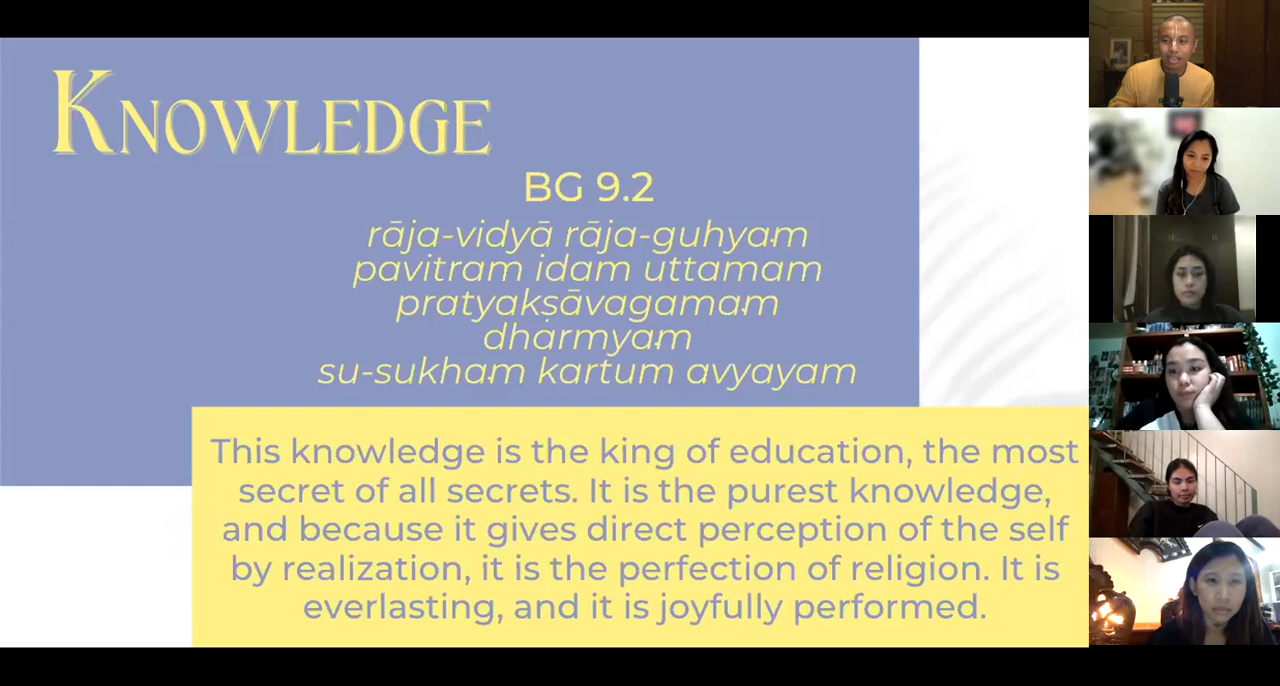 KNOWLEDGE
BG 9.2
rāja-vidyā rāja-guhyaṁ
pavitram idam uttamam
pratyakṣāvagamaṁ
dharmyaṁ
su-sukhaṁ kartum avyayam
This knowledge is the king of education, the most
secret of all secrets. It is the purest knowledge,
and because it gives direct perception of the self
by realization, it is the perfection of religion. It is
everlasting, and it is joyfully performed.